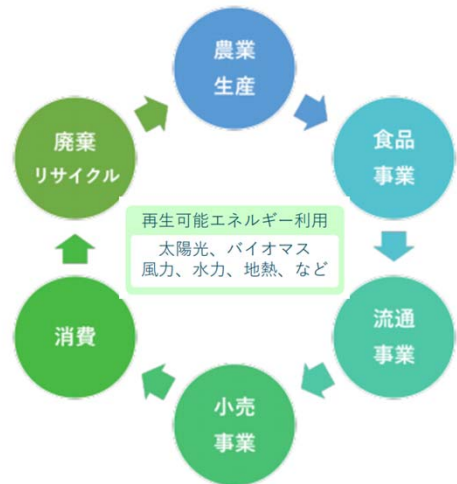 農業
生産
食品
事業
流通
事業
小売
事業
消費
廃棄
リサイクル
再生可能エネルギー利用
太陽光、バイオマス
風力、水力、地熱、など